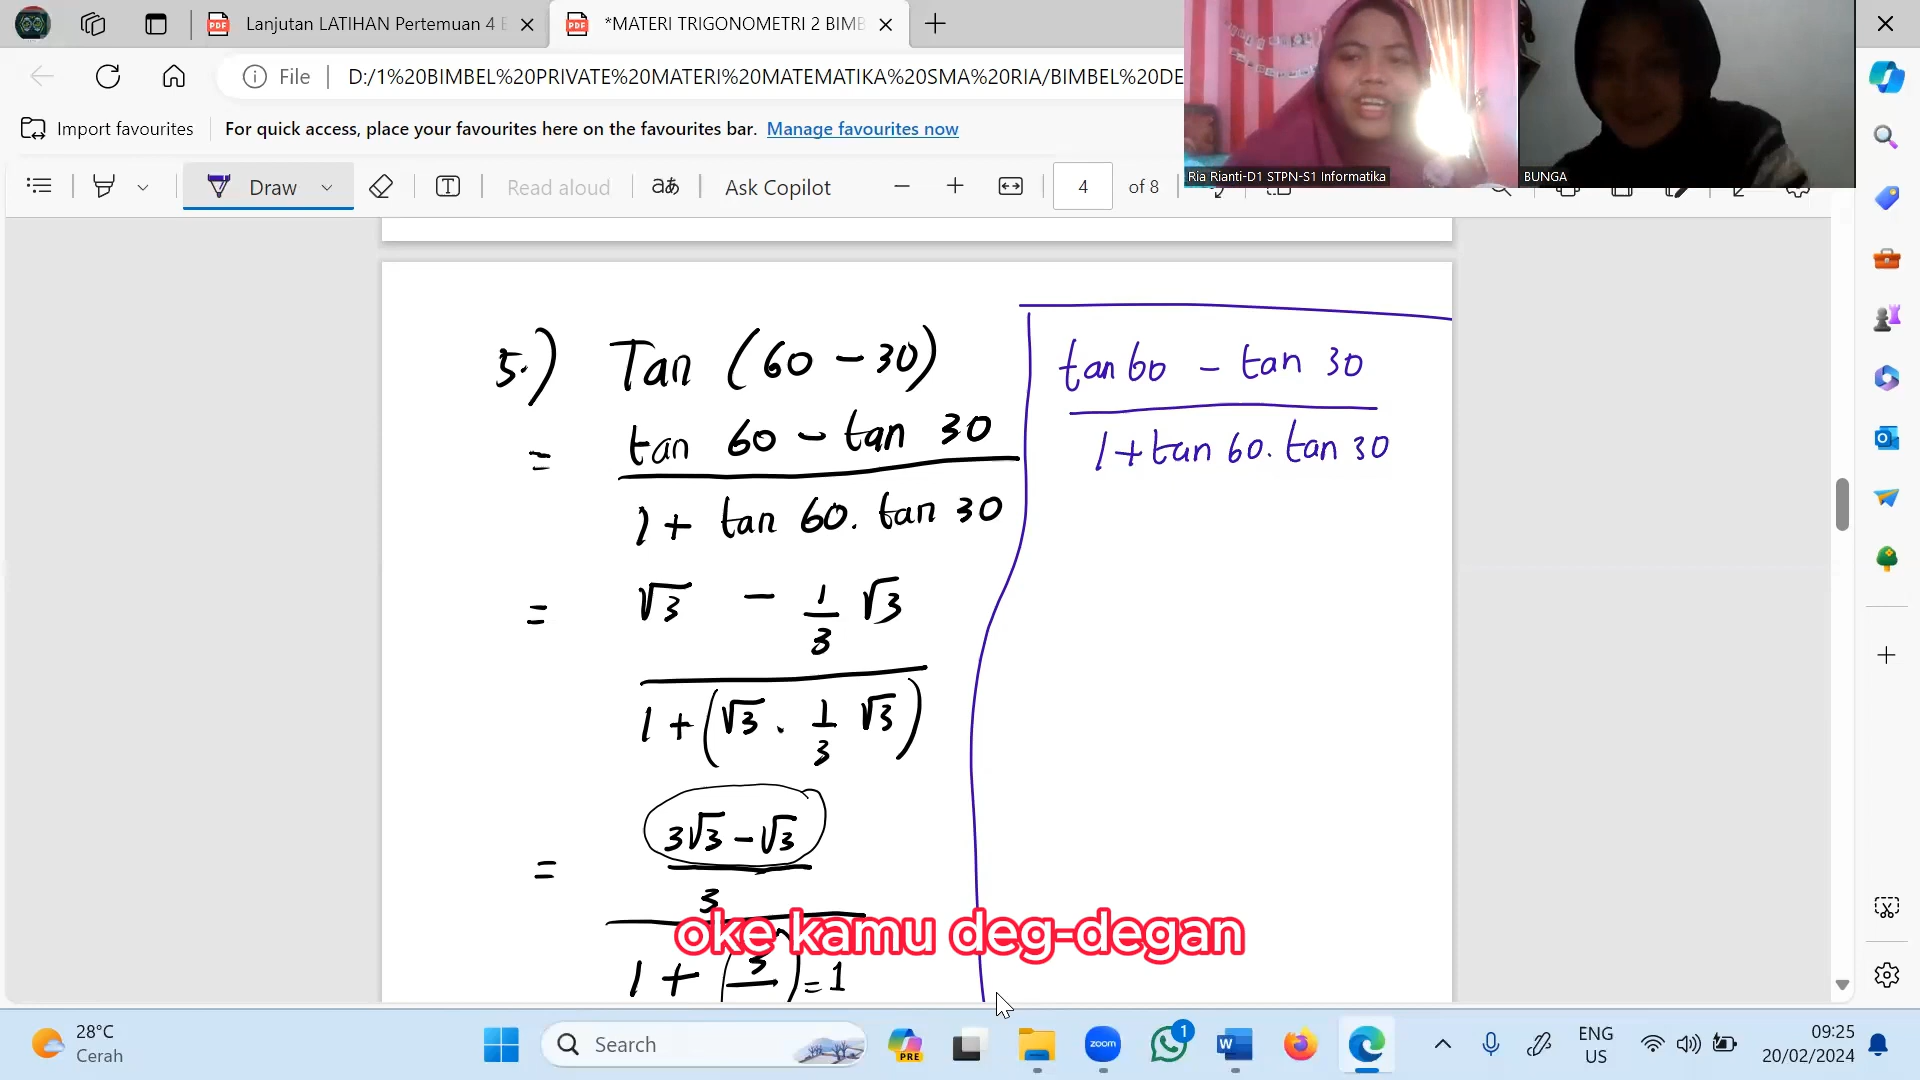 Lanjutan LATIHAN Pertemuan 4 B
*MATERI TRIGONOMETRI 2 BIMB
File
D:/1%20BIMBEL%20PRIVATE%20MATERI%20MATEMATIKA%20SMA%20RIA/BIMBEL%20DE
Import favourites
For quick access, place your favourites here on the favourites bar. Manage favourites now
Draw
Read aloud
aあ
Ask Copilot
4 of 8
Ria Rianti-D1 STPN-S1 Informatika
BUNGA
5.) Tan (60 - 30)
= tan 60 - tan 30
1 + tan 60. tan 30
= √3 - 1/3 √3
1 + (√3 . 1/3 √3)
= 3√3 - √3
3
1 + (3 ) = 1
tan 60 - tan 30
1 + tan 60. tan 30
oke kamu deg-degan
28°C
Cerah
Search
PRE
zoom
1
ENG
US
09:25
20/02/2024